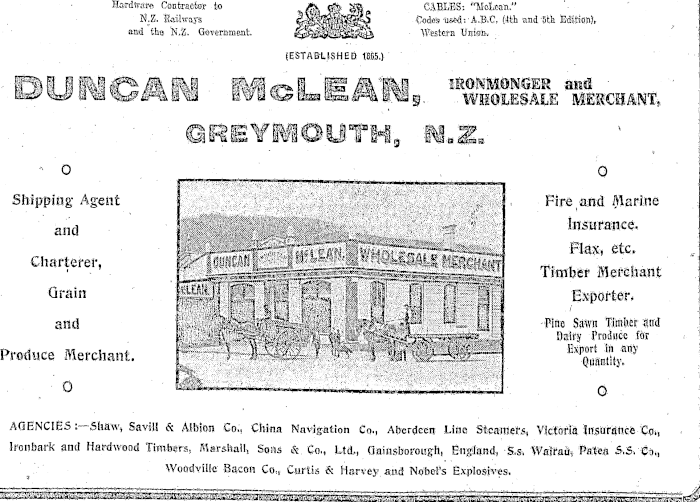 Hardware Contractor to
N.Z. Railways
and the N.Z. Government.
CABLES: "McLean."
Codes used: A.B.C. (4th and 5th Edition),
Western Union.
(ESTABLISHED 1865.)
DUNCAN McLEAN,
IRONMONGER and
WHOLESALE MERCHANT,
GREYMOUTH, N.Z.
Shipping Agent
and
Charterer,
Grain
and
Produce Merchant.
DUNCAN McLEAN. WHOLESALE MERCHANT
McLEAN.
Fire and Marine
Insurance.
Flax, etc.
Timber Merchant
Exporter.
Pine Sawn Timber and
Dairy Produce for
Export in any
Quantity.
AGENCIES :—Shaw, Savill & Albion Co., China Navigation Co., Aberdeen Line Steamers, Victoria Insurance Co.,
Ironbark and Hardwood Timbers, Marshall, Sons & Co., Ltd., Gainsborough, England, S.s. Wairau, Patea S.S. Co.,
Woodville Bacon Co., Curtis & Harvey and Nobel's Explosives.